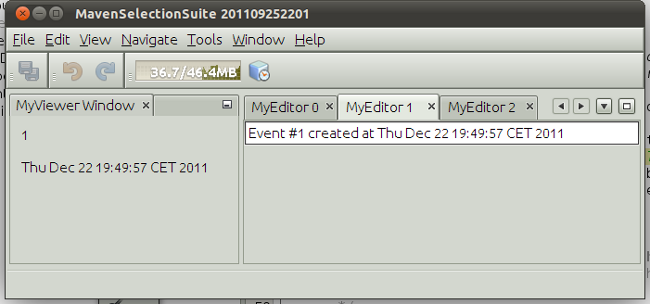 MavenSelectionSuite 201109252201
File Edit View Navigate Tools Window Help
36.7/46.4MB
MyViewer Window
MyEditor 0 MyEditor 1 MyEditor 2
1
Event #1 created at Thu Dec 22 19:49:57 CET 2011
Thu Dec 22 19:49:57 CET 2011